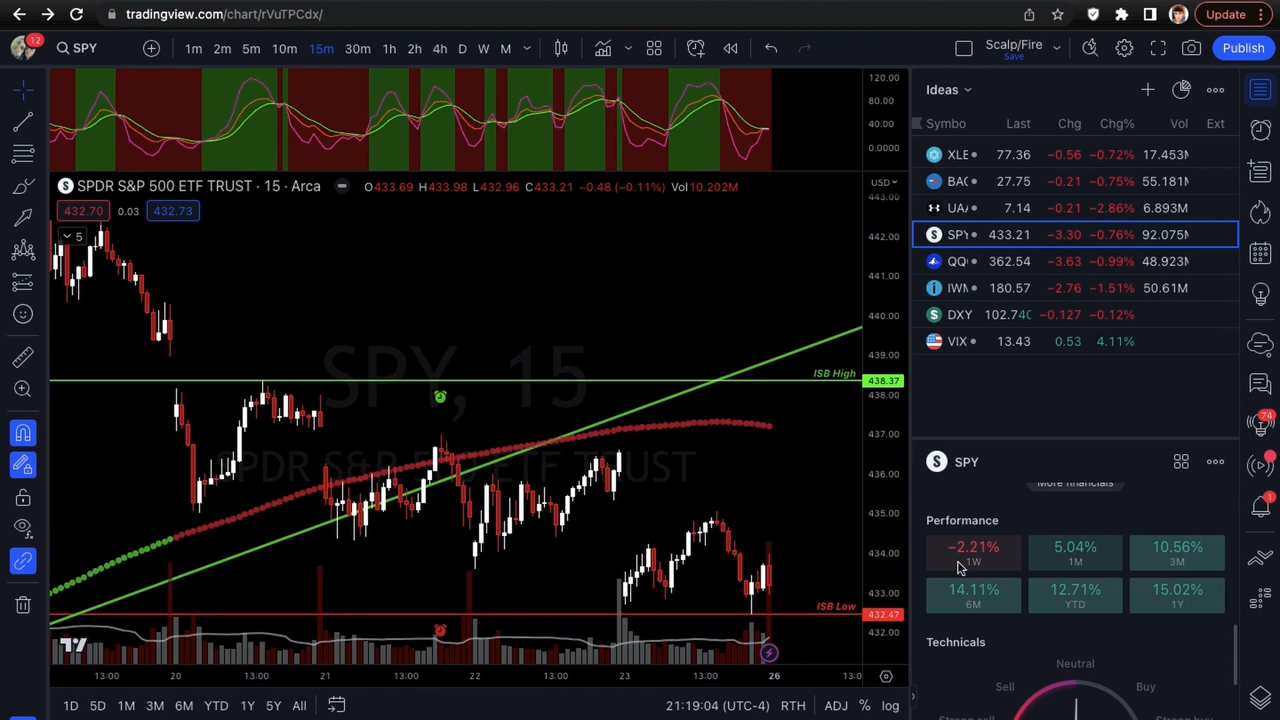 tradingview.com/chart/rVuTPCdx/
Update
12
SPY
1m 2m 5m 10m 15m 30m 1h 2h 4h D W M
Scalp/Fire
Save
Publish
120.00
80.00
40.00
0.0000
SPDR S&P 500 ETF TRUST · 15 · Arca
O433.69 H433.98 L432.96 C433.21 −0.48 (−0.11%) Vol10.202M
USD
432.70 0.03 432.73
5
443.00
442.00
441.00
440.00
439.00
438.00
437.00
436.00
435.00
434.00
433.00
432.00
SPY, 15
SPDR S&P 500 ETF TRUST
ISB High 438.37
ISB Low 432.47
13:00 20 13:00 21 13:00 22 13:00 23 13:00 26 13:0
1D 5D 1M 3M 6M YTD 1Y 5Y All
21:19:04 (UTC-4) RTH ADJ % log
Ideas
Symbo Last Chg Chg% Vol Ext
XLE 77.36 −0.56 −0.72% 17.453M
BAC 27.75 −0.21 −0.75% 55.181M
UA 7.14 −0.21 −2.86% 6.893M
SPY 433.21 −3.30 −0.76% 92.075M
QQ 362.54 −3.63 −0.99% 48.923M
IWM 180.57 −2.76 −1.51% 50.61M
DXY 102.740 −0.127 −0.12%
VIX 13.43 0.53 4.11%
SPY
More financials
Performance
−2.21% 5.04% 10.56%
1W 1M 3M
14.11% 12.71% 15.02%
6M YTD 1Y
Technicals
Neutral
Sell Buy
74
1